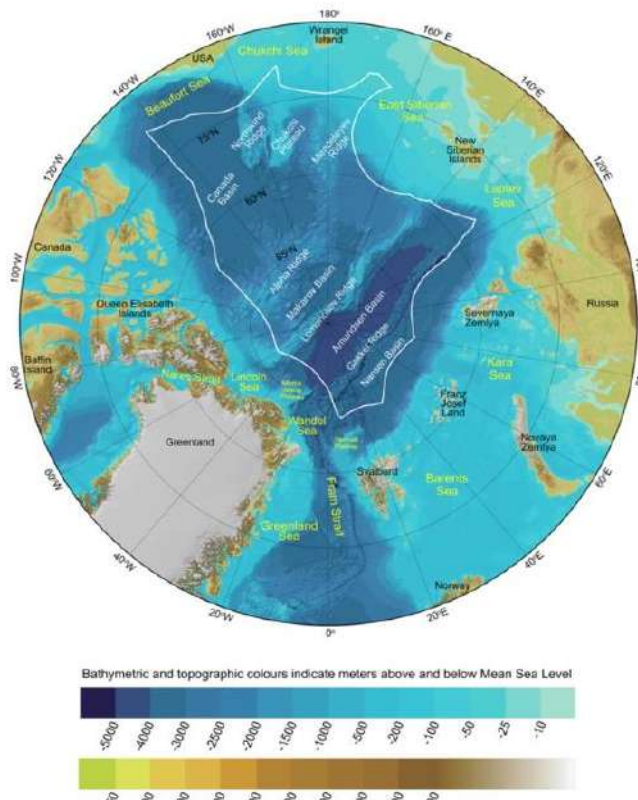 180°
160°W
160°E
Wrangel
Island
USA
Chukchi Sea
140°W
Beaufort Sea
140°E
East Siberian
Sea
75°N
Northwind
Ridge
Chukchi
Plateau
Mendeleyev
Ridge
New
Siberian
Islands
120°W
120°E
Canada
Basin
80°N
Laptev
Sea
85°N
Canada
Alpha Ridge
Makarov Basin
Lomonosov Ridge
Amundsen Basin
Gakkel Ridge
Nansen Basin
100°W
Queen Elisabeth
Islands
Severnaya
Zemlya
Russia
Baffin
Island
Nares Strait
Lincoln
Sea
Kara
Sea
80°W
Wandel
Sea
Franz
Josef
Land
Greenland
Novaya
Zemlya
Svalbard
60°W
60°E
Fram Strait
Barents
Sea
Greenland
Sea
40°W
40°E
Norway
20°W
20°E
0°
Bathymetric and topographic colours indicate meters above and below Mean Sea Level
-5000
-4000
-3000
-2000
-1500
-1000
-500
-200
-100
-50
-25
-10